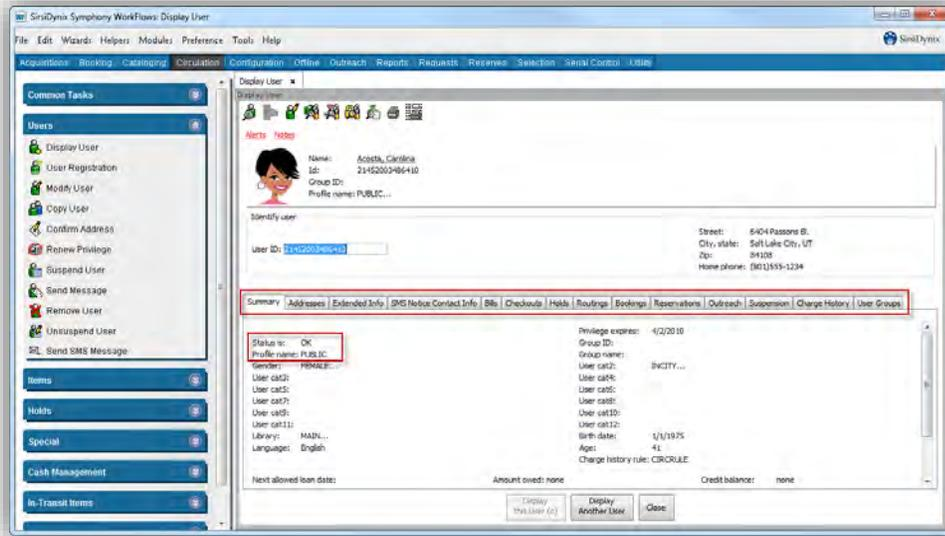 SirsiDynix Symphony WorkFlows: Display User
File Edit Wizards Helpers Modules Preference Tools Help
SirsiDynix
Acquisitions Booking Cataloging Circulation Configuration Offline Outreach Reports Requests Reserves Selection Serial Control Utility
Common Tasks
Users
Display User
User Registration
Modify User
Copy User
Confirm Address
Renew Privilege
Suspend User
Send Message
Remove User
Unsuspend User
Send SMS Message
Items
Holds
Special
Cash Management
In-Transit Items
Display User
Display User
Alerts Notes
Name: Acosta, Carolina
Id: 21452003486410
Group ID:
Profile name: PUBLIC...
Identify user
User ID: 21452003486410
Street: 6404 Passons Bl.
City, state: Salt Lake City, UT
Zip: 84108
Home phone: (801)555-1234
Summary Addresses Extended Info SMS Notice Contact Info Bills Checkouts Holds Routings Bookings Reservations Outreach Suspension Charge History User Groups
Status is: OK
Profile name: PUBLIC
Gender: FEMALE...
User cat3:
User cat5:
User cat7:
User cat9:
User cat11:
Library: MAIN...
Language: English
Privilege expires: 4/2/2010
Group ID:
Group name:
User cat2: INCITY...
User cat4:
User cat6:
User cat8:
User cat10:
User cat12:
Birth date: 1/1/1975
Age: 41
Charge history rule: CIRCRULE
Next allowed loan date: Amount owed: none Credit balance: none
Display this User (o)
Display Another User
Close